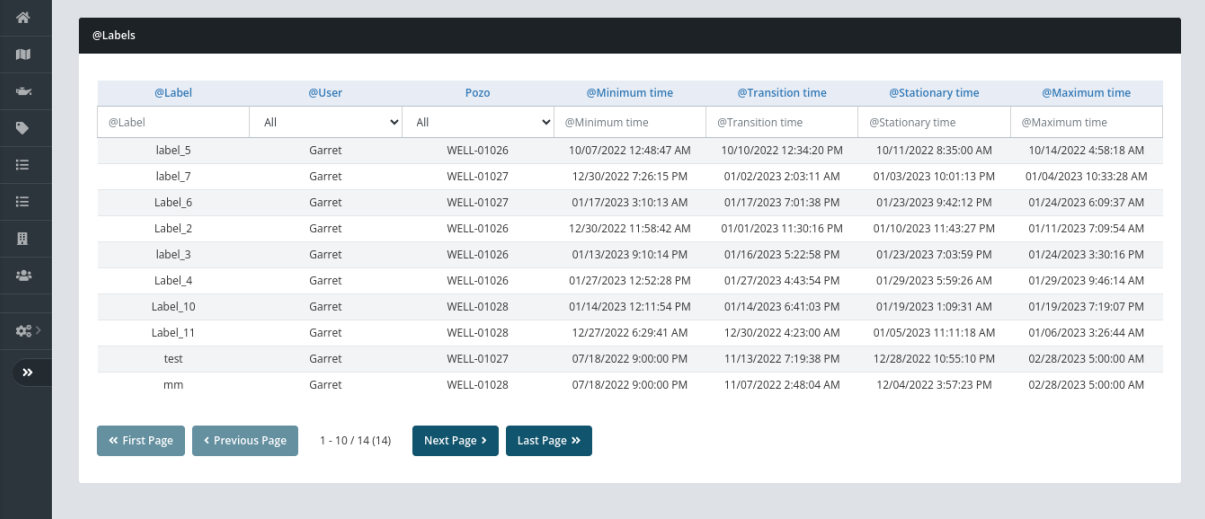 @Labels
@Label @User Pozo @Minimum time @Transition time @Stationary time @Maximum time
@Label All All @Minimum time @Transition time @Stationary time @Maximum time
label_5 Garret WELL-01026 10/07/2022 12:48:47 AM 10/10/2022 12:34:20 PM 10/11/2022 8:35:00 AM 10/14/2022 4:58:18 AM
label_7 Garret WELL-01027 12/30/2022 7:26:15 PM 01/02/2023 2:03:11 AM 01/03/2023 10:01:13 PM 01/04/2023 10:33:28 AM
Label_6 Garret WELL-01027 01/17/2023 3:10:13 AM 01/17/2023 7:01:38 PM 01/23/2023 9:42:12 PM 01/24/2023 6:09:37 AM
Label_2 Garret WELL-01026 12/30/2022 11:58:42 AM 01/01/2023 11:30:16 PM 01/10/2023 11:43:27 PM 01/11/2023 7:09:54 AM
label_3 Garret WELL-01026 01/13/2023 9:10:14 PM 01/16/2023 5:22:58 PM 01/23/2023 7:03:59 PM 01/24/2023 3:30:16 PM
Label_4 Garret WELL-01026 01/27/2023 12:52:28 PM 01/27/2023 4:43:54 PM 01/29/2023 5:59:26 AM 01/29/2023 9:46:14 AM
Label_10 Garret WELL-01028 01/14/2023 12:11:54 PM 01/14/2023 6:41:03 PM 01/19/2023 1:09:31 AM 01/19/2023 7:19:07 PM
Label_11 Garret WELL-01028 12/27/2022 6:29:41 AM 12/30/2022 4:23:00 AM 01/05/2023 11:11:18 AM 01/06/2023 3:26:44 AM
test Garret WELL-01027 07/18/2022 9:00:00 PM 11/13/2022 7:19:38 PM 12/28/2022 10:55:10 PM 02/28/2023 5:00:00 AM
mm Garret WELL-01028 07/18/2022 9:00:00 PM 11/07/2022 2:48:04 AM 12/04/2022 3:57:23 PM 02/28/2023 5:00:00 AM
First Page Previous Page 1 - 10 / 14 (14) Next Page Last Page